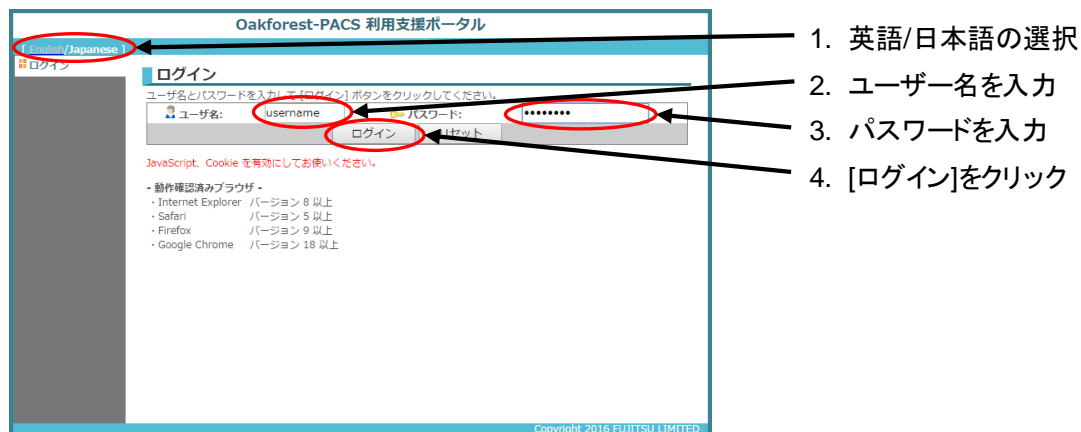 Oakforest-PACS 利用支援ポータル
[ English/Japanese ]
ログイン
ログイン
ユーザ名とパスワードを入力して [ログイン] ボタンをクリックしてください。
ユーザ名: username パスワード: ••••••••
ログイン リセット
JavaScript、Cookie を有効にしてお使いください。
- 動作確認済みブラウザ -
・Internet Explorer バージョン 8 以上
・Safari バージョン 5 以上
・Firefox バージョン 9 以上
・Google Chrome バージョン 18 以上
Copyright 2016 FUJITSU LIMITED
1. 英語/日本語の選択
2. ユーザー名を入力
3. パスワードを入力
4. [ログイン]をクリック